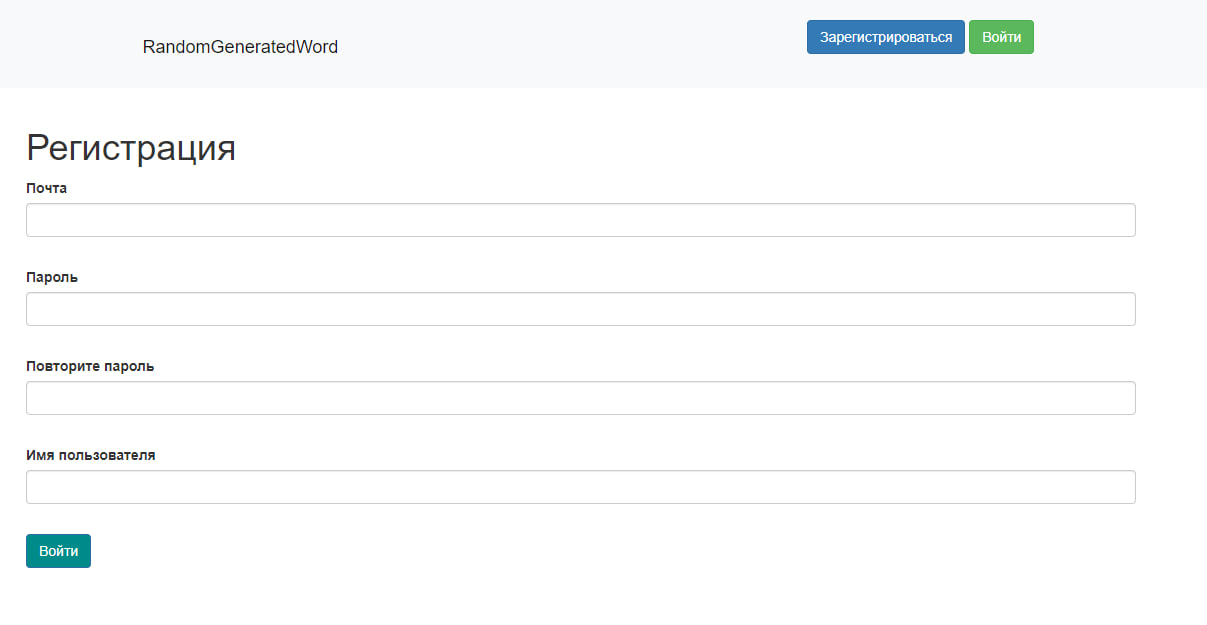 RandomGeneratedWord
Зарегистрироваться Войти
Регистрация
Почта
Пароль
Повторите пароль
Имя пользователя
Войти